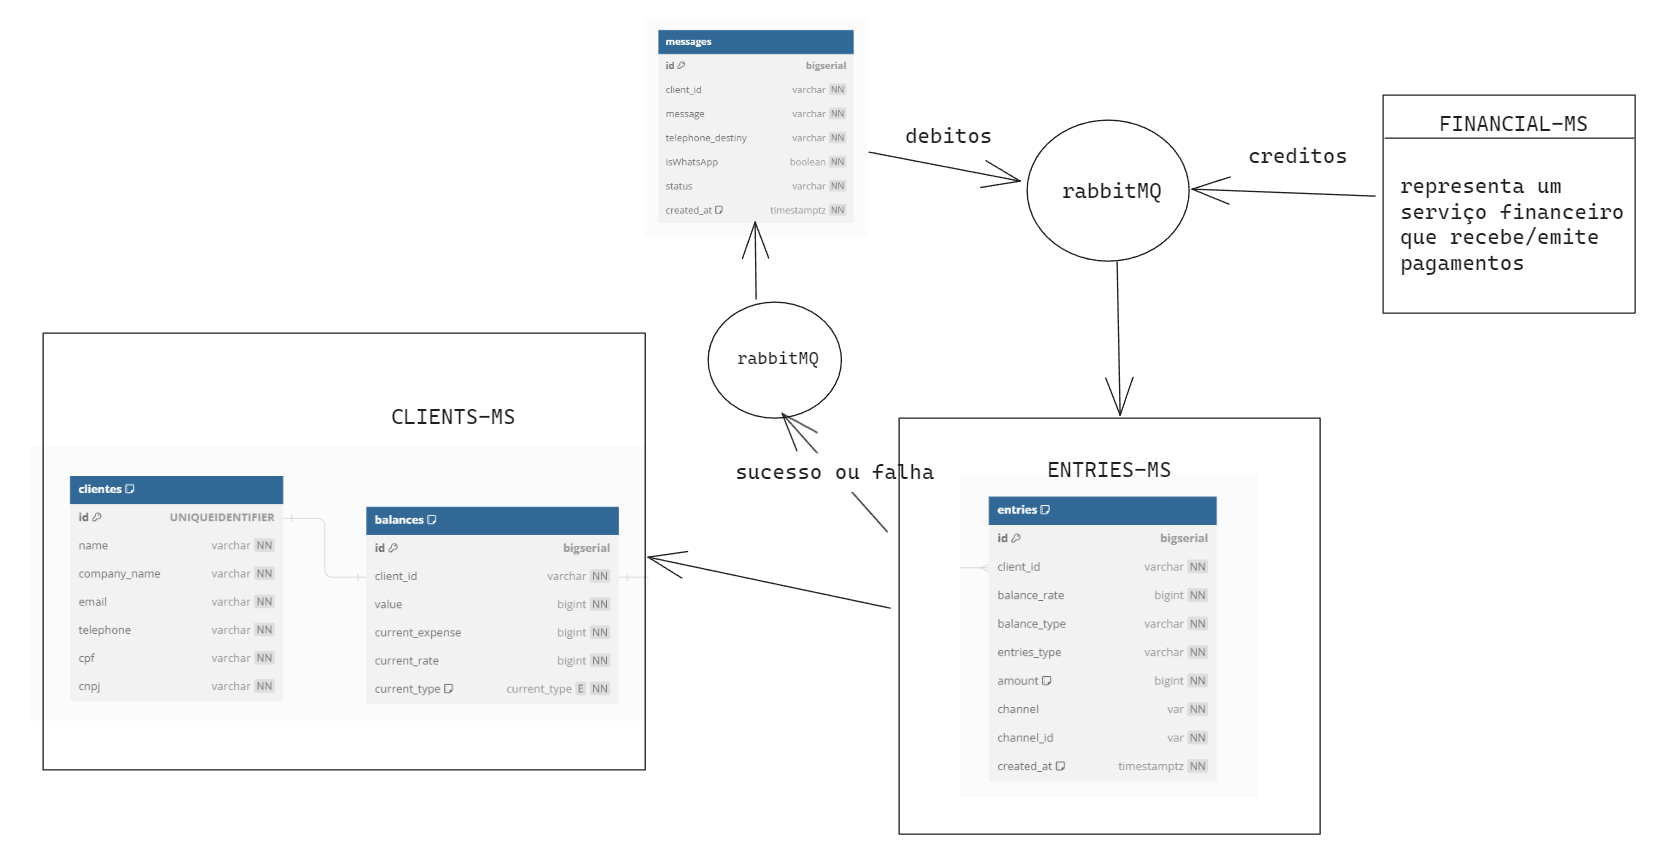 messages
id bigserial
client_id varchar NN
message varchar NN
telephone_destiny varchar NN
isWhatsApp boolean NN
status varchar NN
created_at timestamptz NN
debitos
rabbitMQ
creditos
FINANCIAL-MS
representa um
serviço financeiro
que recebe/emite
pagamentos
rabbitMQ
sucesso ou falha
CLIENTS-MS
clientes
id UNIQUEIDENTIFIER
name varchar NN
company_name varchar NN
email varchar NN
telephone varchar NN
cpf varchar NN
cnpj varchar NN
balances
id bigserial
client_id varchar NN
value bigint NN
current_expense bigint NN
current_rate bigint NN
current_type current_type E NN
ENTRIES-MS
entries
id bigserial
client_id varchar NN
balance_rate bigint NN
balance_type varchar NN
entries_type varchar NN
amount bigint NN
channel var NN
channel_id var NN
created_at timestamptz NN